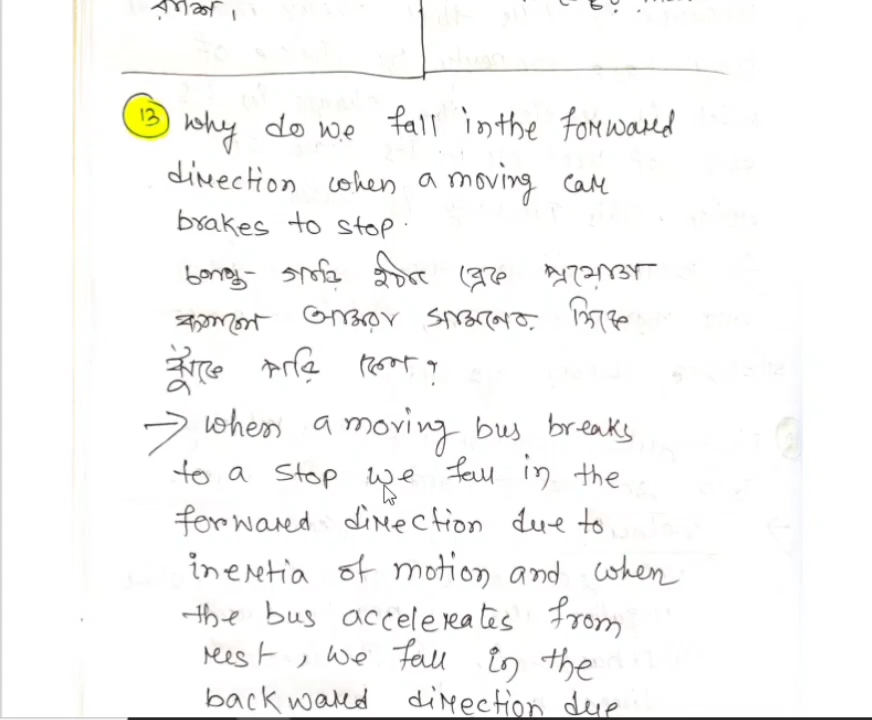 13 Why do we fall in the forward
direction when a moving car
brakes to stop.
চলন্ত গাড়ি হঠাৎ ব্রেক
আমরা সামনের দিকে
ঝুঁকে পড়ি কেন?
→ When a moving bus breaks
to a stop we fall in the
forward direction due to
inertia of motion and when
the bus accelerates from
rest, we fall in the
backward direction due